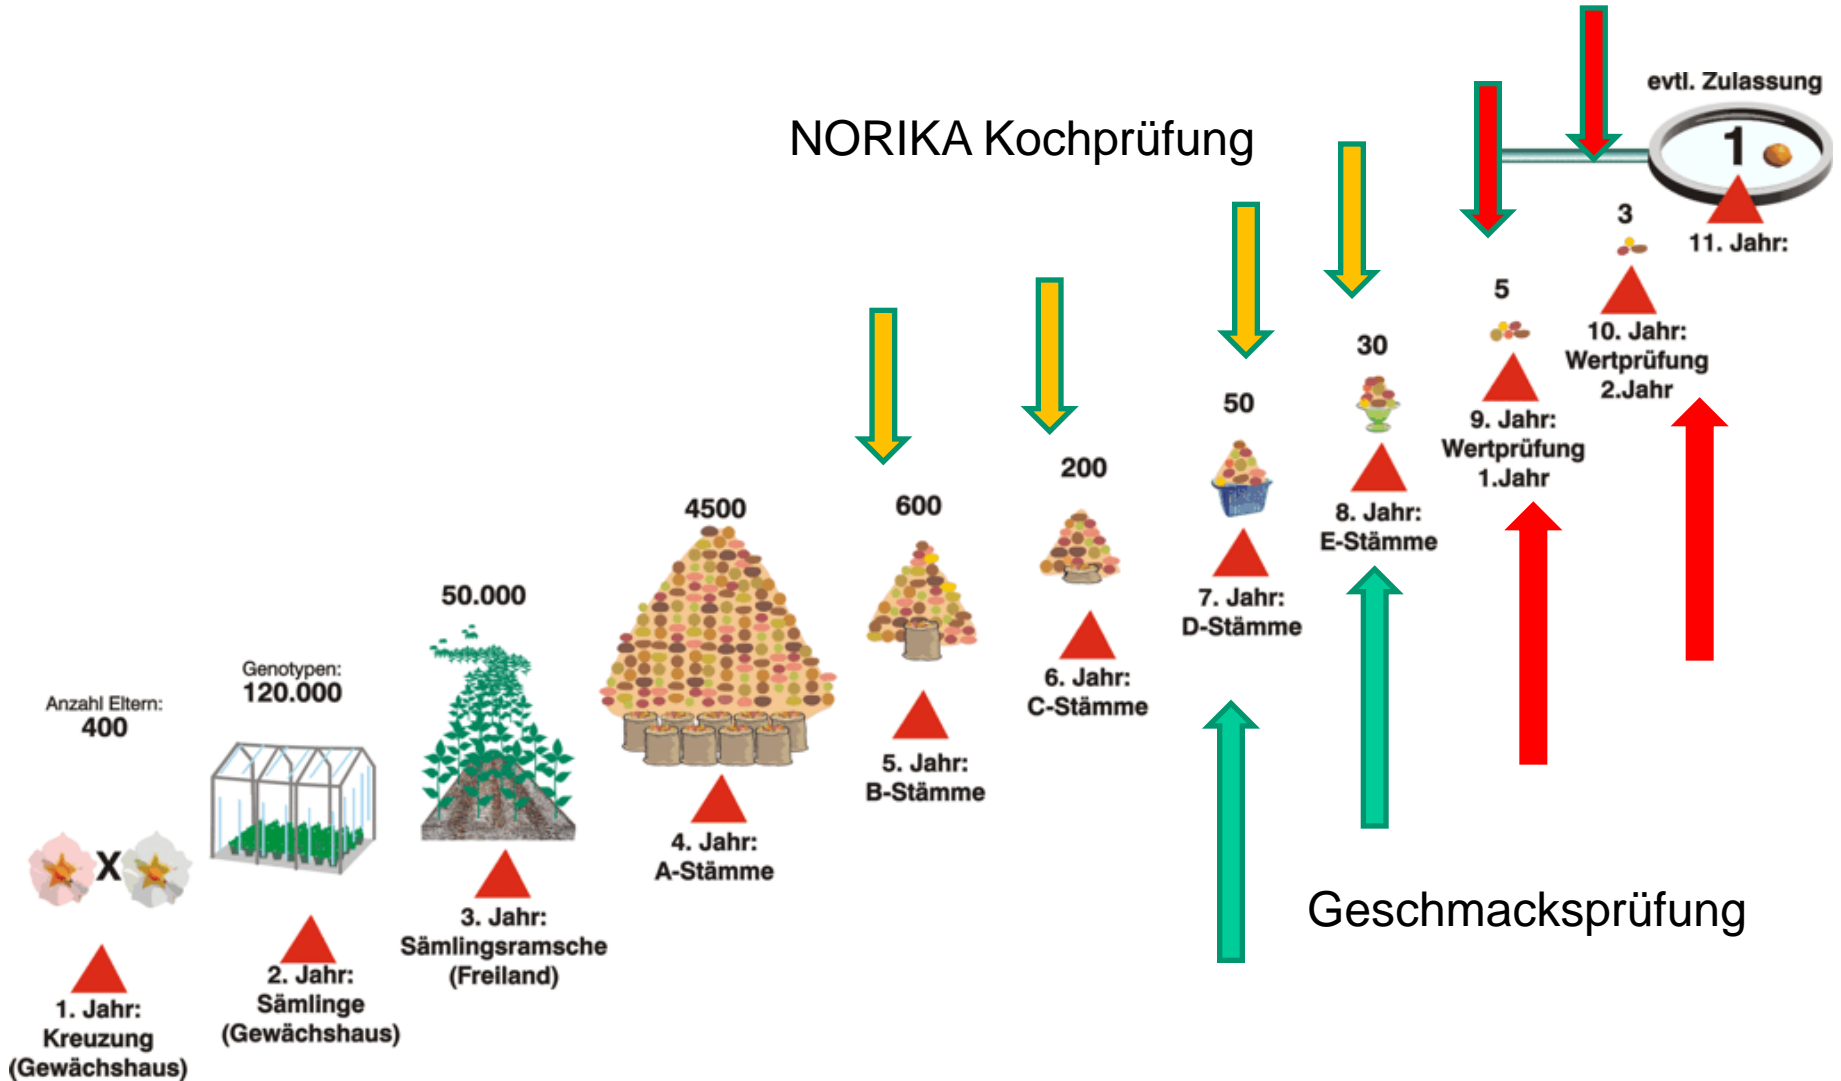 NORIKA Kochprüfung
Anzahl Eltern:
400
X
1. Jahr:
Kreuzung
(Gewächshaus)
Genotypen:
120.000
2. Jahr:
Sämlinge
(Gewächshaus)
50.000
3. Jahr:
Sämlingsramsche
(Freiland)
4500
4. Jahr:
A-Stämme
600
5. Jahr:
B-Stämme
200
6. Jahr:
C-Stämme
50
7. Jahr:
D-Stämme
30
8. Jahr:
E-Stämme
5
9. Jahr:
Wertprüfung
1.Jahr
3
10. Jahr:
Wertprüfung
2.Jahr
evtl. Zulassung
1
11. Jahr:
Geschmacksprüfung